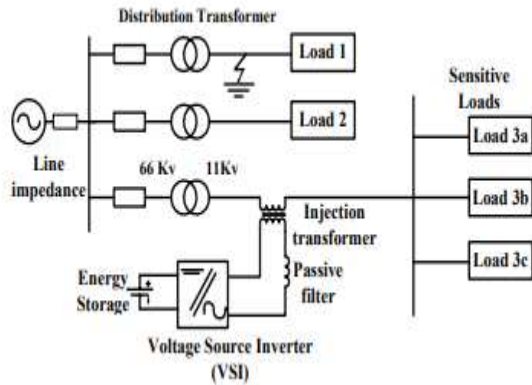 Distribution Transformer
Load 1
Sensitive
Loads
Load 2
Load 3a
Line
impedance
66 Kv
11Kv
Load 3b
Injection
transformer
Load 3c
Passive
filter
Energy
Storage
Voltage Source Inverter
(VSI)